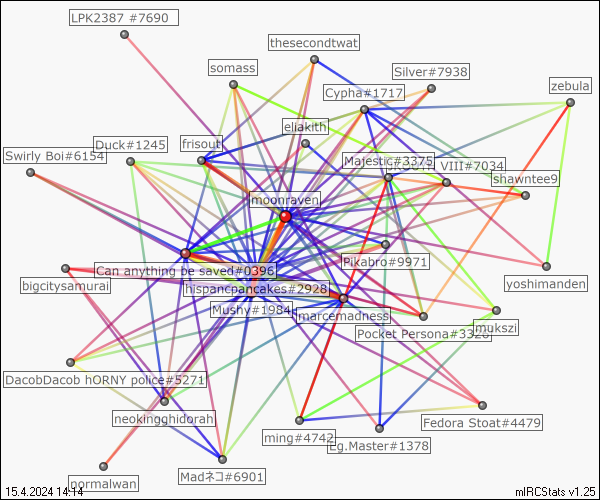 LPK2387 #7690
thesecondtwat
somass
Silver#7938
zebula
Cypha#1717
eliakith
frisout
Duck#1245
Swirly Boi#6154
Majestic#3375
VIII#7034
shawntee9
moonraven
Pikabro#9971
Can anything be saved#0396
bigcitysamurai
hispancpancakes#2928
yoshimanden
Mushy#1984
marcemadness
mukszi
Pocket Persona#3326
DacobDacob hORNY police#5271
neokingghidorah
Fedora Stoat#4479
ming#4742
Eg.Master#1378
normalwan
Madネコ#6901
15.4.2024 14:14
mIRCStats v1.25